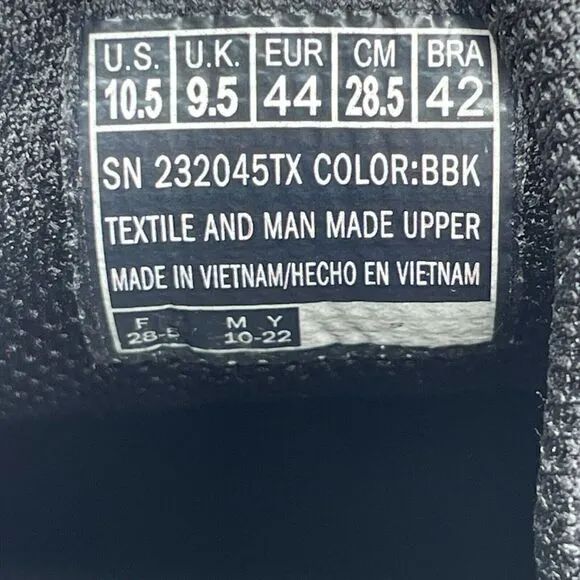 U.S. U.K. EUR CM BRA
10.5 9.5 44 28.5 42
SN 232045TX COLOR:BBK
TEXTILE AND MAN MADE UPPER
MADE IN VIETNAM/HECHO EN VIETNAM
F M Y
10-22